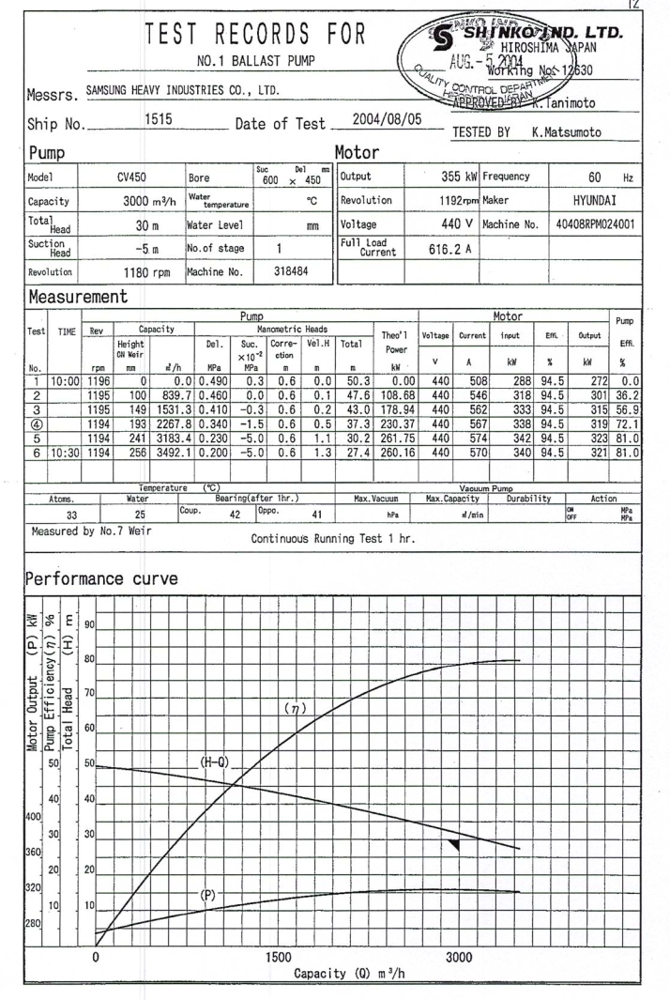 12
TEST RECORDS FOR
NO.1 BALLAST PUMP
SHINKO IND. LTD.
HIROSHIMA JAPAN
AUG. - 5. 2004
Working No. 12630
QUALITY CONTROL DEPARTMENT
APPROVED BY K.Tanimoto
TESTED BY K.Matsumoto
Messrs. SAMSUNG HEAVY INDUSTRIES CO., LTD.
Ship No. 1515 Date of Test 2004/08/05
Pump Motor
Model CV450 Bore Suc Del mm 600 × 450 Output 355 kW Frequency 60 Hz
Capacity 3000 m³/h Water temperature °C Revolution 1192rpm Maker HYUNDAI
Total Head 30 m Water Level mm Voltage 440 V Machine No. 40408RPM024001
Suction Head -5 m No.of stage 1 Full Load Current 616.2 A
Revolution 1180 rpm Machine No. 318484
Measurement
Pump Motor Pump
Test TIME Rev Capacity Manometric Heads Theo'l Power Voltage Current input Effi. Output Effi.
Height ON Weir Del. Suc. ×10⁻² Corre-ction Vel.H Total
No. rpm mm m³/h MPa MPa m m m kW V A kW % kW %
1 10:00 1196 0 0.0 0.490 0.3 0.6 0.0 50.3 0.00 440 508 288 94.5 272 0.0
2 1195 100 839.7 0.460 0.0 0.6 0.1 47.6 108.68 440 546 318 94.5 301 36.2
3 1195 149 1531.3 0.410 -0.3 0.6 0.2 43.0 178.94 440 562 333 94.5 315 56.9
④ 1194 193 2267.8 0.340 -1.5 0.6 0.5 37.3 230.37 440 567 338 94.5 319 72.1
5 1194 241 3183.4 0.230 -5.0 0.6 1.1 30.2 261.75 440 574 342 94.5 323 81.0
6 10:30 1194 256 3492.1 0.200 -5.0 0.6 1.3 27.4 260.16 440 570 340 94.5 321 81.0
Temperature (°C) Vacuum Pump
Atoms. Water Bearing(after 1hr.) Max.Vacuum Max.Capacity Durability Action
33 25 Coup. 42 Oppo. 41 hPa m³/min ON MPa
OFF MPa
Measured by No.7 Weir Continuous Running Test 1 hr.
Performance curve
Motor Output (P) kW
Pump Efficiency(η) %
Total Head (H) m
90
80
70
60
50 50
40 40
400
30 30
360
20 20
320
10 10
280
(η)
(H-Q)
(P)
0 1500 3000
Capacity (Q) m³/h